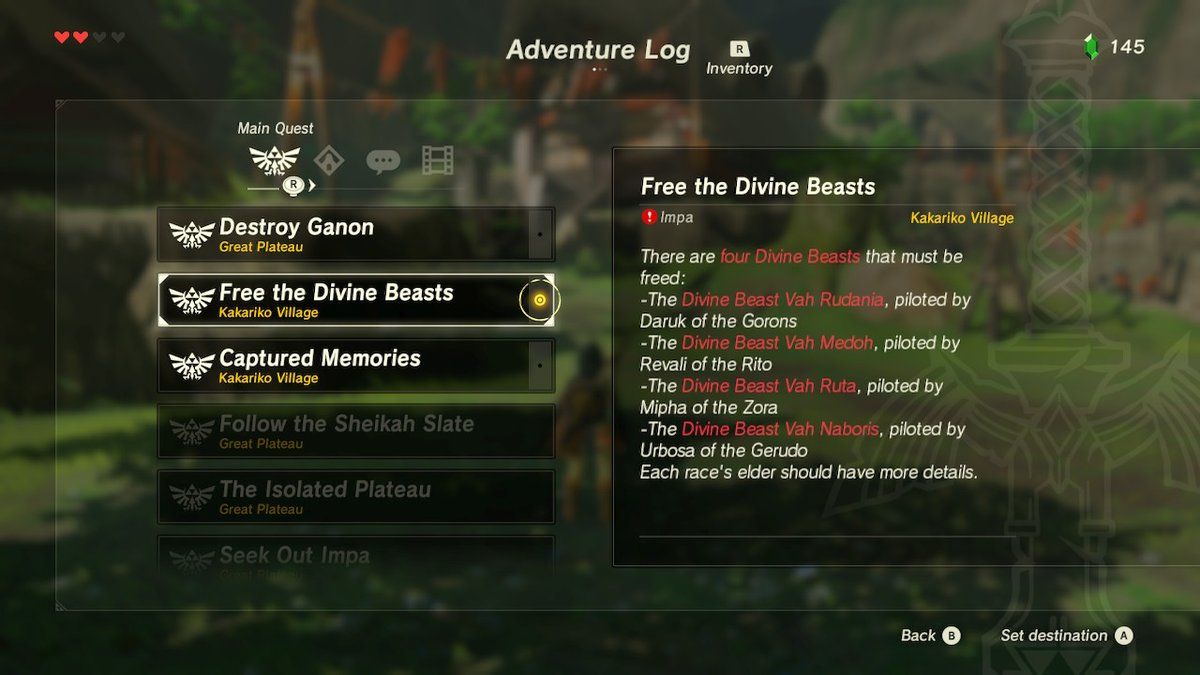 Adventure Log
R
Inventory
145
Main Quest
R
Destroy Ganon
Great Plateau
Free the Divine Beasts
Kakariko Village
Captured Memories
Kakariko Village
Follow the Sheikah Slate
Great Plateau
The Isolated Plateau
Great Plateau
Seek Out Impa
Great Plateau
Free the Divine Beasts
! Impa
Kakariko Village
There are four Divine Beasts that must be
freed:
-The Divine Beast Vah Rudania, piloted by
Daruk of the Gorons
-The Divine Beast Vah Medoh, piloted by
Revali of the Rito
-The Divine Beast Vah Ruta, piloted by
Mipha of the Zora
-The Divine Beast Vah Naboris, piloted by
Urbosa of the Gerudo
Each race's elder should have more details.
Back B
Set destination A